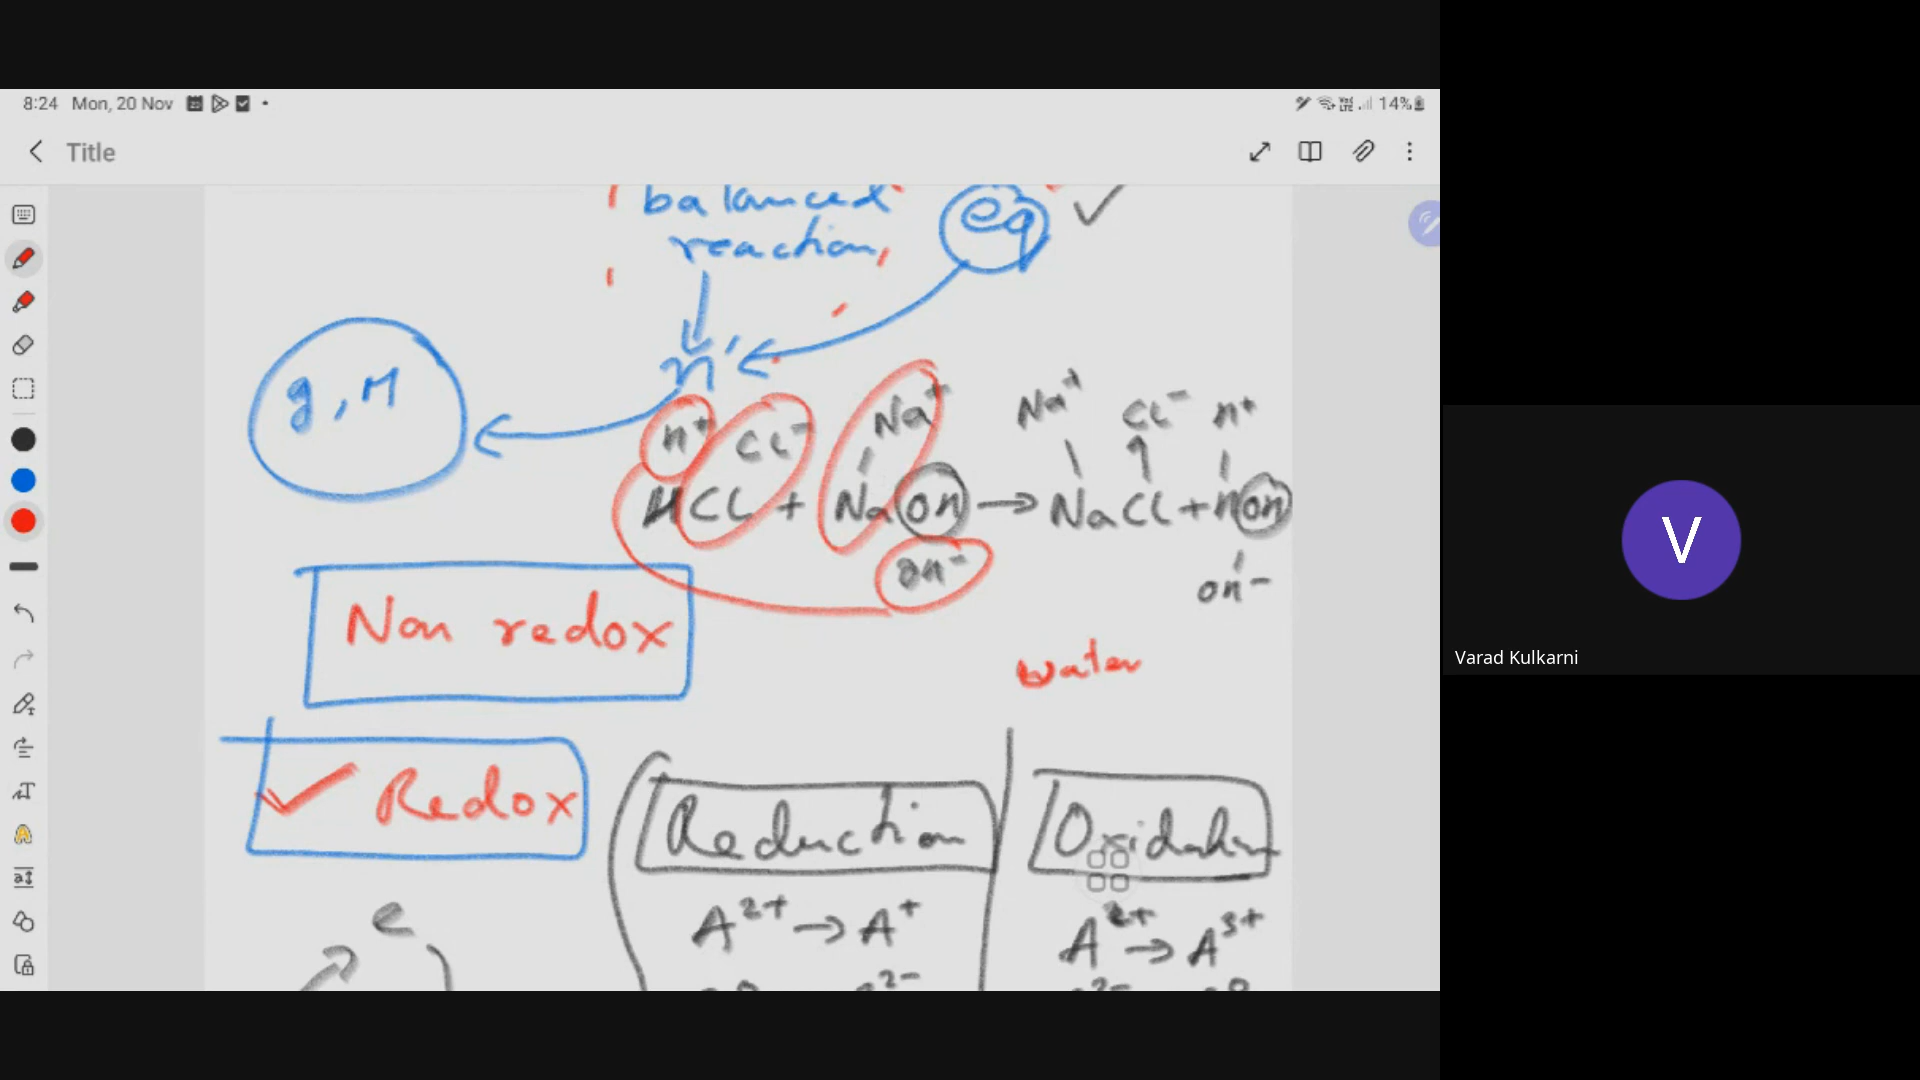 8:24 Mon, 20 Nov
14%
Title
balanced
reaction
eq
g, M
n
H⁺ Cl⁻ Na⁺ Na⁺ Cl⁻ H⁺
HCl + NaOH → NaCl + HOH
OH⁻ OH⁻
Non redox
water
✓ Redox
Reduction
Oxidation
A²⁺ → A⁺
A²⁺ → A³⁺
e
V
Varad Kulkarni